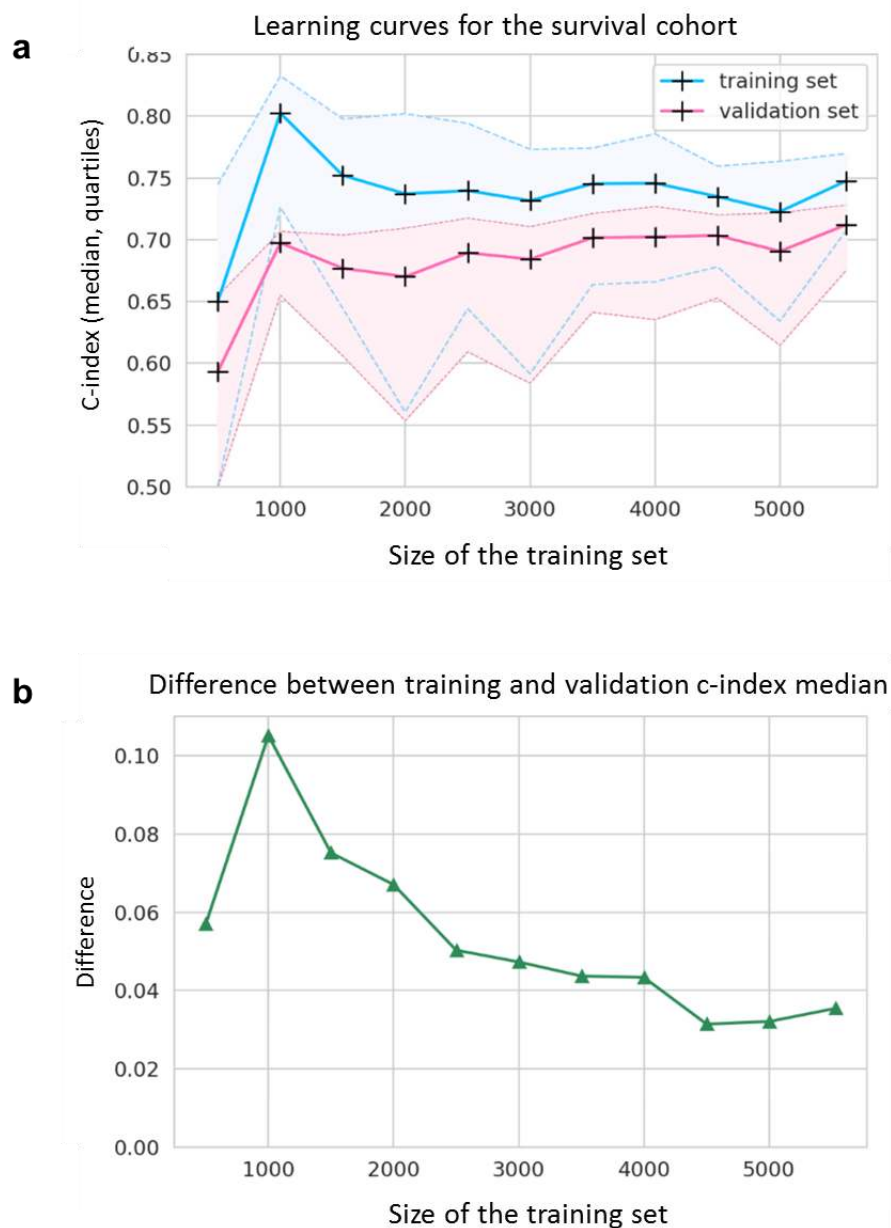 a
Learning curves for the survival cohort
0.85
training set
validation set
0.80
0.75
0.70
0.65
0.60
0.55
0.50
C-index (median, quartiles)
1000 2000 3000 4000 5000
Size of the training set
b
Difference between training and validation c-index median
0.10
0.08
0.06
0.04
0.02
0.00
Difference
1000 2000 3000 4000 5000
Size of the training set